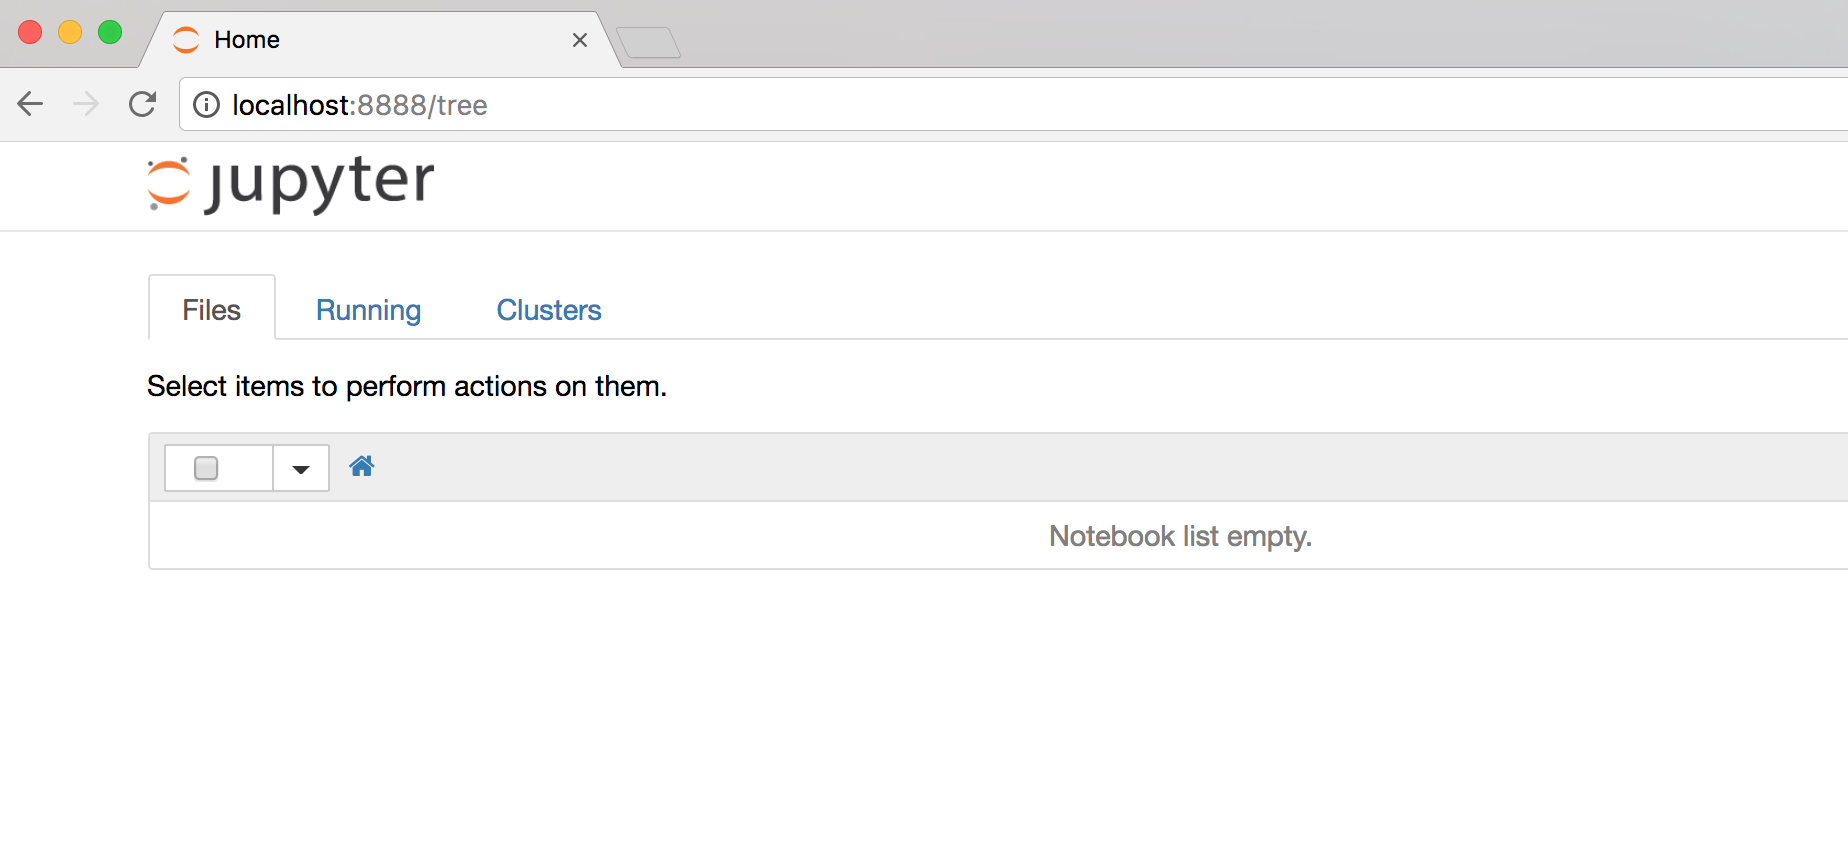 Home
localhost:8888/tree
jupyter
Files Running Clusters
Select items to perform actions on them.
Notebook list empty.